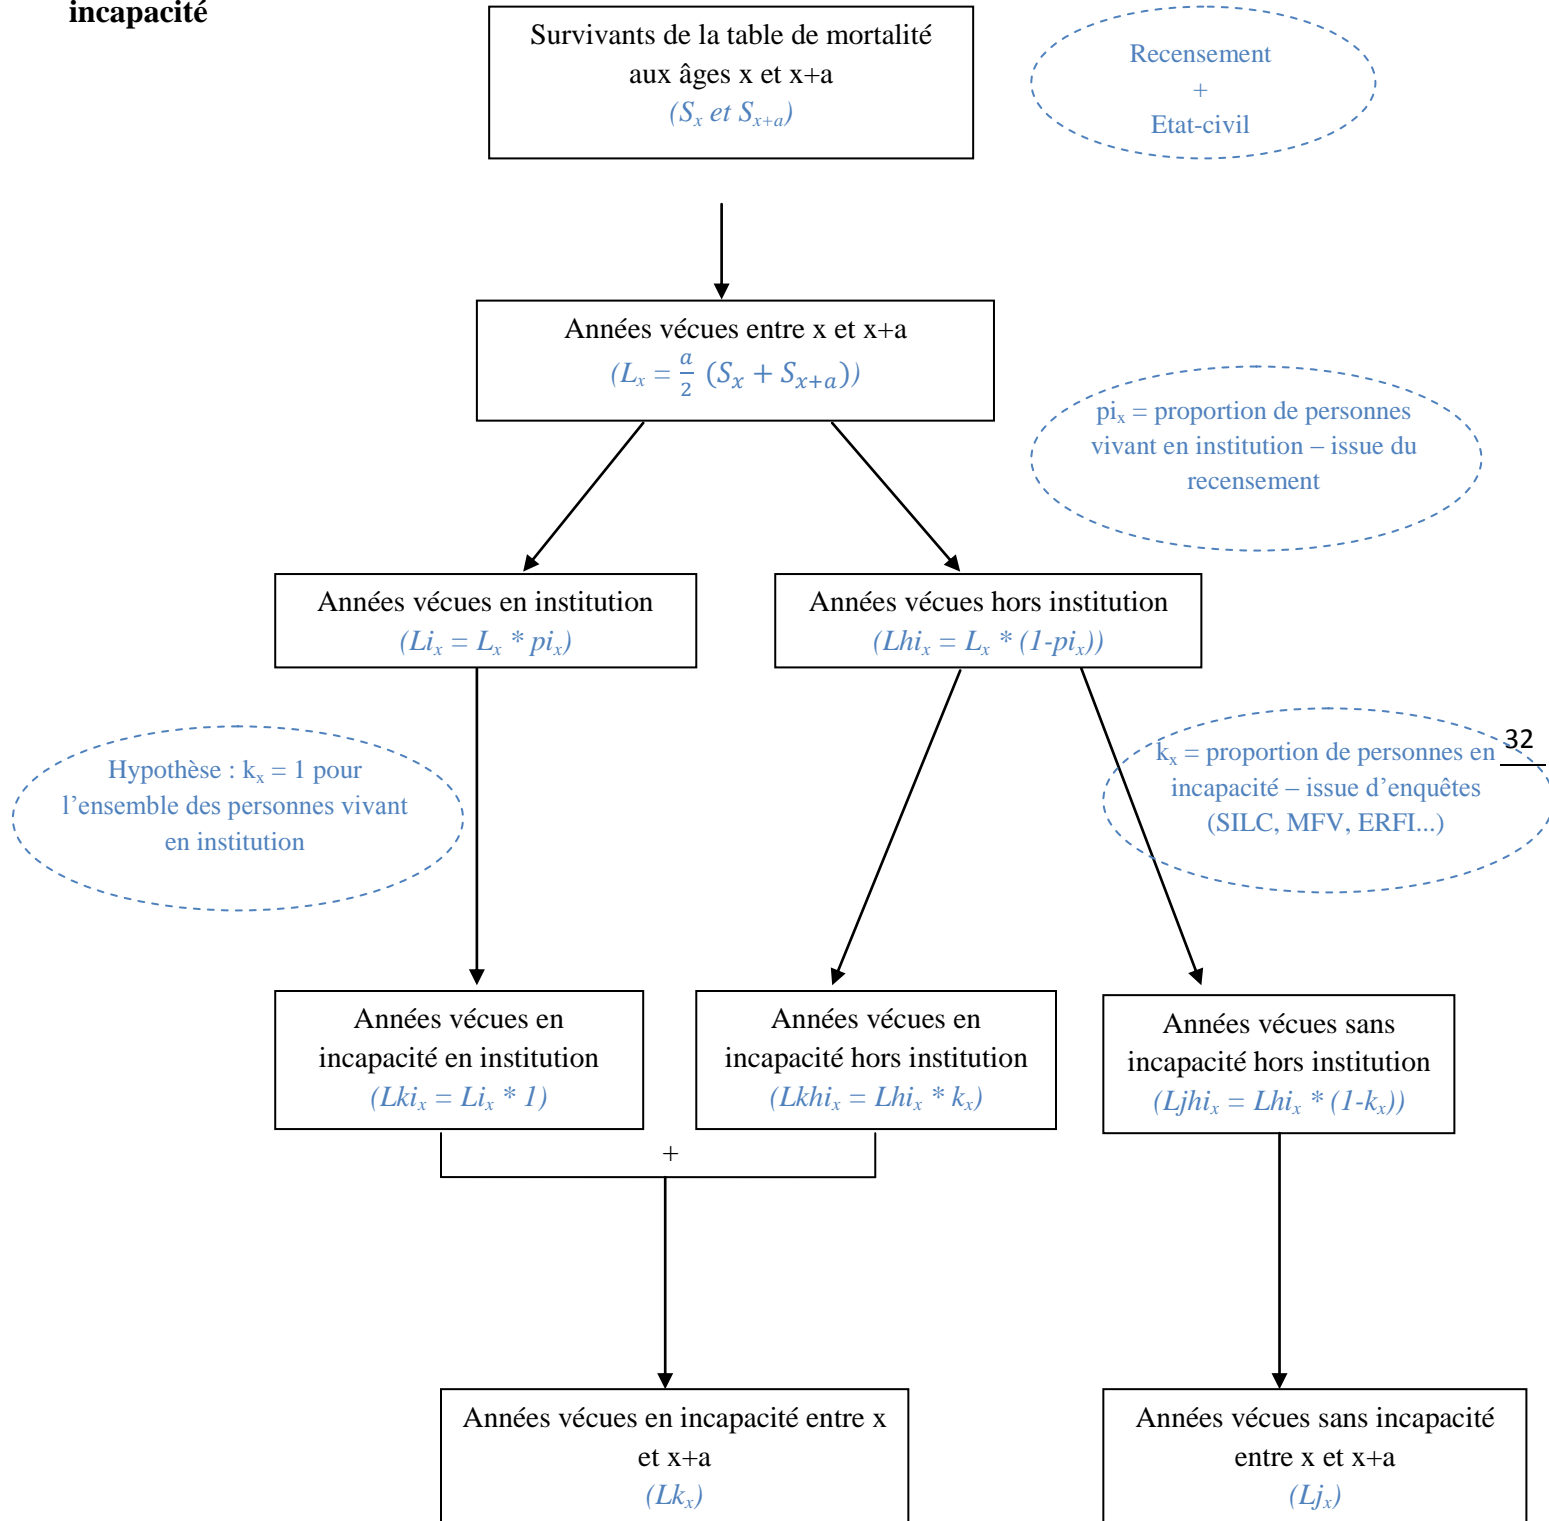 incapacité
Survivants de la table de mortalité
aux âges x et x+a
(Sx et Sx+a)
Recensement
+
Etat-civil
Années vécues entre x et x+a
(Lx = a/2 (Sx + Sx+a))
pix = proportion de personnes
vivant en institution – issue du
recensement
Années vécues en institution
(Lix = Lx * pix)
Années vécues hors institution
(Lhix = Lx * (1-pix))
Hypothèse : kx = 1 pour
l’ensemble des personnes vivant
en institution
kx = proportion de personnes en
incapacité – issue d’enquêtes
(SILC, MFV, ERFI...)
32
Années vécues en
incapacité en institution
(Lkix = Lix * 1)
Années vécues en
incapacité hors institution
(Lkhix = Lhix * kx)
Années vécues sans
incapacité hors institution
(Ljhix = Lhix * (1-kx))
+
Années vécues en incapacité entre x
et x+a
(Lkx)
Années vécues sans incapacité
entre x et x+a
(Ljx)